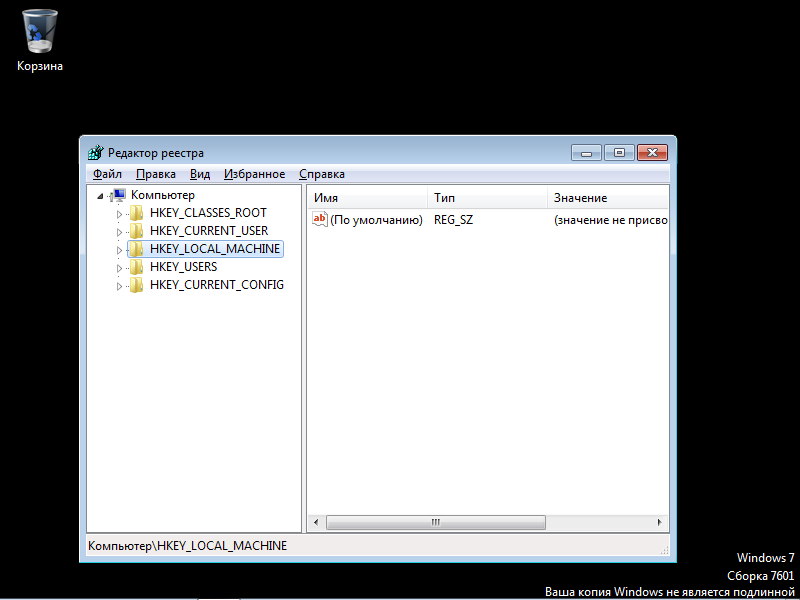 Корзина
Редактор реестра
Файл Правка Вид Избранное Справка
Компьютер
HKEY_CLASSES_ROOT
HKEY_CURRENT_USER
HKEY_LOCAL_MACHINE
HKEY_USERS
HKEY_CURRENT_CONFIG
Имя Тип Значение
ab (По умолчанию) REG_SZ (значение не присво
Компьютер\HKEY_LOCAL_MACHINE
Windows 7
Сборка 7601
Ваша копия Windows не является подлинной